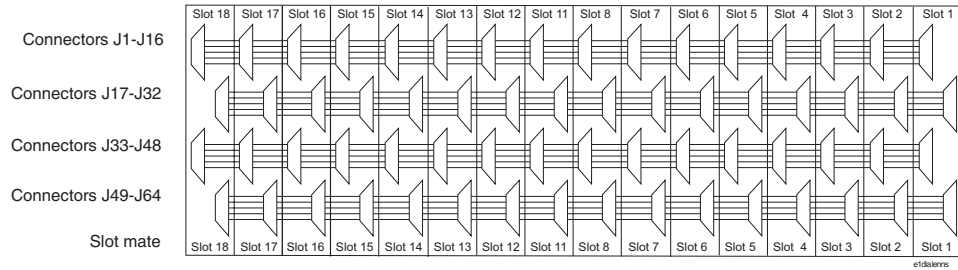 Slot 18 Slot 17 Slot 16 Slot 15 Slot 14 Slot 13 Slot 12 Slot 11 Slot 8 Slot 7 Slot 6 Slot 5 Slot 4 Slot 3 Slot 2 Slot 1
Connectors J1-J16
Connectors J17-J32
Connectors J33-J48
Connectors J49-J64
Slot mate Slot 18 Slot 17 Slot 16 Slot 15 Slot 14 Slot 13 Slot 12 Slot 11 Slot 8 Slot 7 Slot 6 Slot 5 Slot 4 Slot 3 Slot 2 Slot 1
e1dialenns